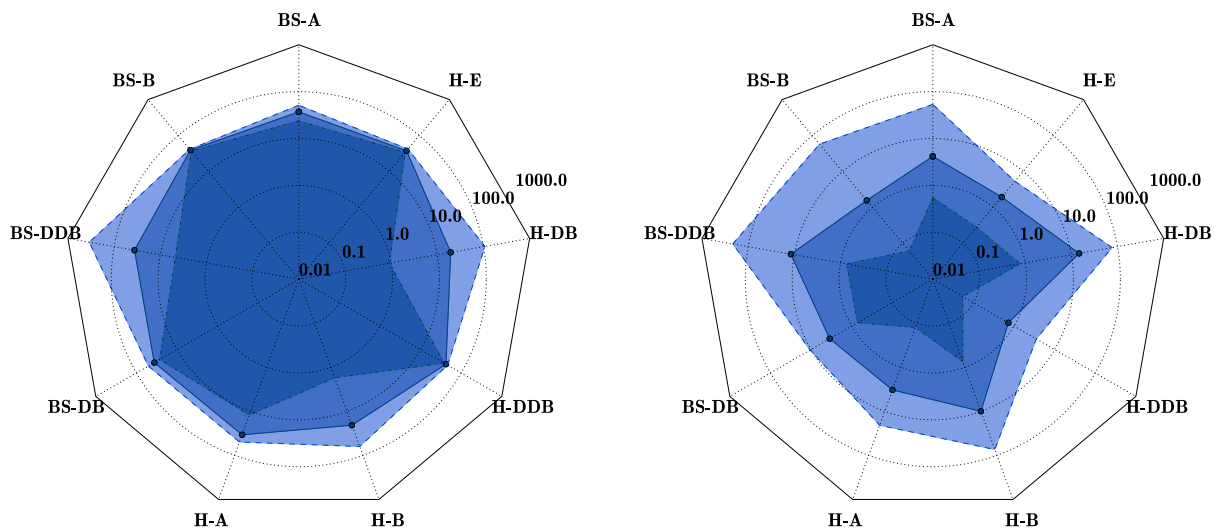 BS-A
BS-B
H-E
BS-DDB
H-DB
BS-DB
H-DDB
H-A
H-B
0.01
0.1
1.0
10.0
100.0
1000.0
BS-A
BS-B
H-E
BS-DDB
H-DB
BS-DB
H-DDB
H-A
H-B
0.01
0.1
1.0
10.0
100.0
1000.0